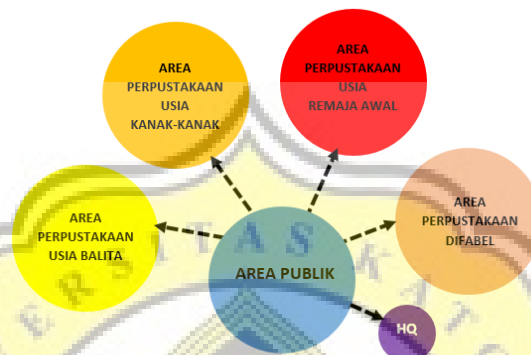 AREA
PERPUSTAKAAN
USIA
KANAK-KANAK
AREA
PERPUSTAKAAN
USIA
REMAJA AWAL
AREA
PERPUSTAKAAN
USIA BALITA
AREA
PERPUSTAKAAN
DIFABEL
AREA PUBLIK
HQ